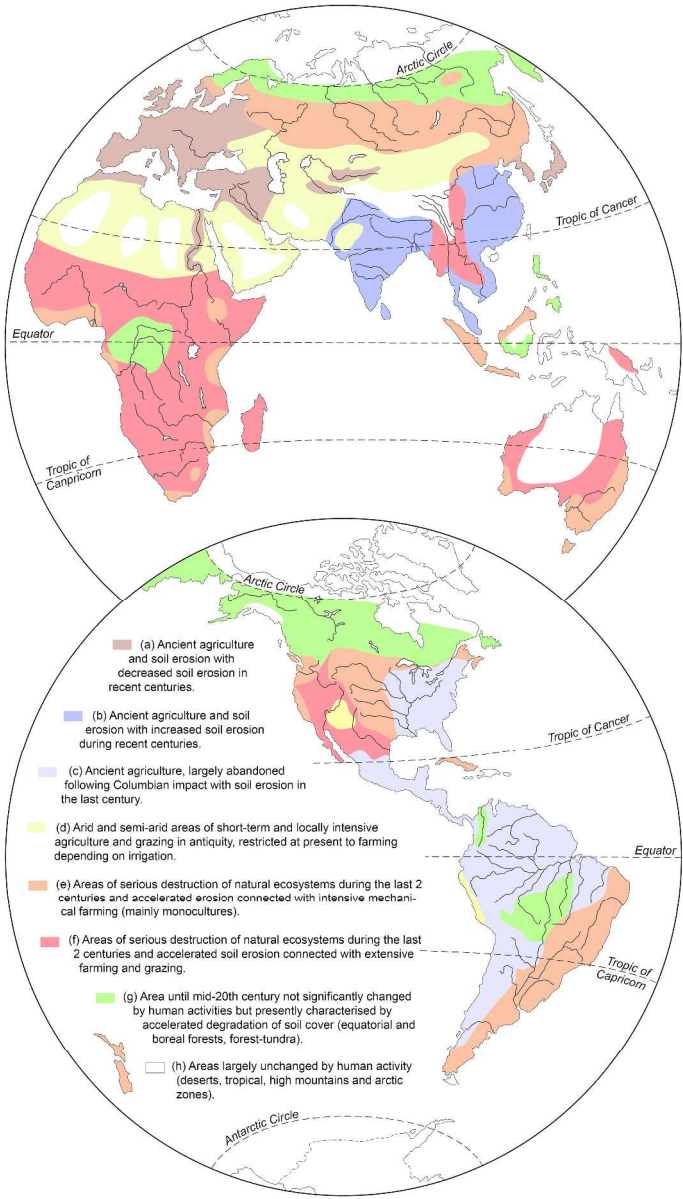 Arctic Circle
Tropic of Cancer
Equator
Tropic of
Canpricorn
Arctic Circle
(a) Ancient agriculture
and soil erosion with
decreased soil erosion in
recent centuries.
Tropic of Cancer
(b) Ancient agriculture and soil
erosion with increased soil erosion
during recent centuries.
(c) Ancient agriculture, largely abandoned
following Columbian impact with soil erosion in
the last century.
(d) Arid and semi-arid areas of short-term and locally intensive
agriculture and grazing in antiquity, restricted at present to farming
depending on irrigation.
Equator
(e) Areas of serious destruction of natural ecosystems during the last 2
centuries and accelerated erosion connected with intensive mechani-
cal farming (mainly monocultures).
(f) Areas of serious destruction of natural ecosystems during the last
2 centuries and accelerated soil erosion connected with extensive
farming and grazing.
Tropic of
Capricorn
(g) Area until mid-20th century not significantly changed
by human activities but presently characterised by
accelerated degradation of soil cover (equatorial and
boreal forests, forest-tundra).
(h) Areas largely unchanged by human activity
(deserts, tropical, high mountains and arctic
zones).
Antarctic Circle